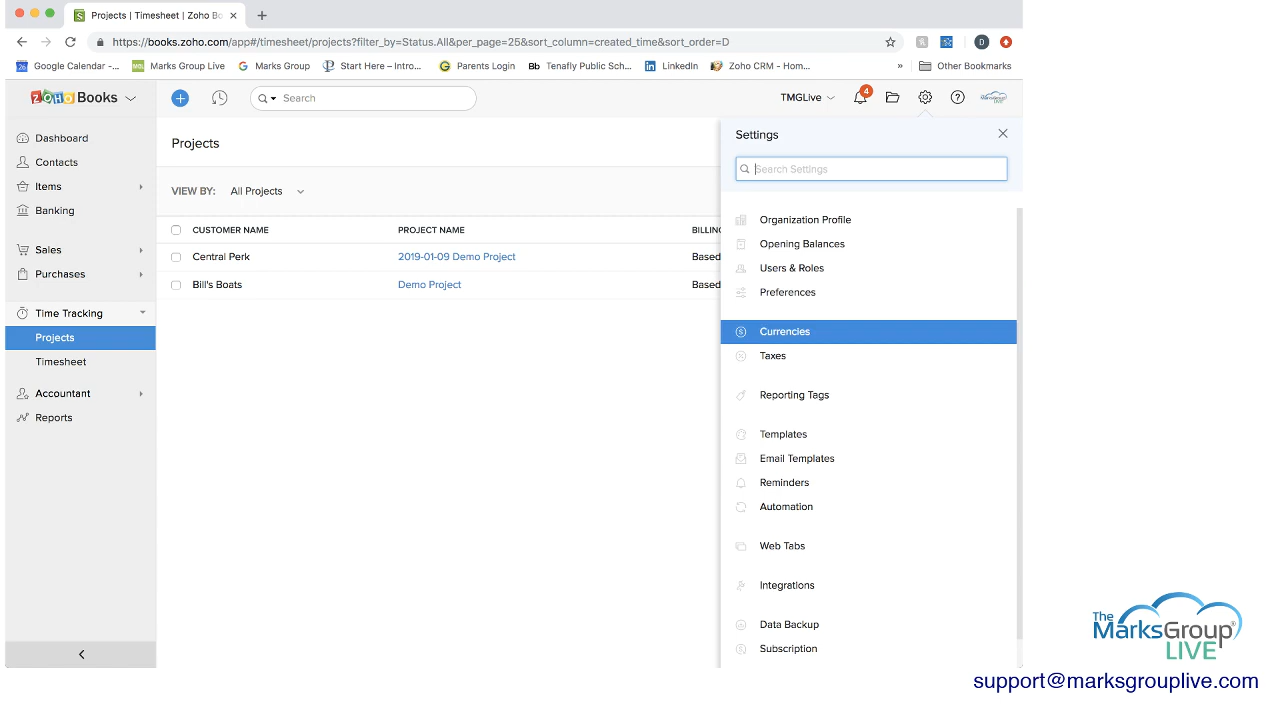 Projects | Timesheet | Zoho Bo
https://books.zoho.com/app#/timesheet/projects?filter_by=Status.All&per_page=25&sort_column=created_time&sort_order=D
D
Google Calendar -... Marks Group Live Marks Group Start Here – Intro... Parents Login Bb Tenafly Public Sch... LinkedIn Zoho CRM - Hom... » Other Bookmarks
ZOHO Books
Search
TMGLive
4
Dashboard
Contacts
Items
Banking
Sales
Purchases
Time Tracking
Projects
Timesheet
Accountant
Reports
Projects
VIEW BY: All Projects
CUSTOMER NAME PROJECT NAME BILLING
Central Perk 2019-01-09 Demo Project Based
Bill's Boats Demo Project Based
Settings
Search Settings
Organization Profile
Opening Balances
Users & Roles
Preferences
Currencies
Taxes
Reporting Tags
Templates
Email Templates
Reminders
Automation
Web Tabs
Integrations
Data Backup
Subscription
The
MarksGroup®
LIVE
support@marksgrouplive.com